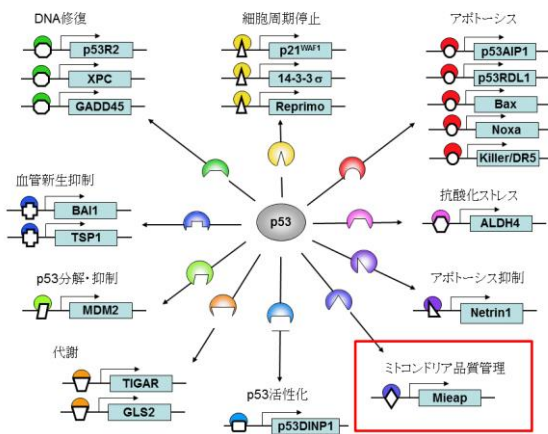 DNA修復
p53R2
XPC
GADD45
細胞周期停止
p21WAF1
14-3-3σ
Reprimo
アポトーシス
p53AIP1
p53RDL1
Bax
Noxa
Killer/DR5
血管新生抑制
BAI1
TSP1
p53
抗酸化ストレス
ALDH4
p53分解・抑制
MDM2
アポトーシス抑制
Netrin1
代謝
TIGAR
GLS2
p53活性化
p53DINP1
ミトコンドリア品質管理
Mieap